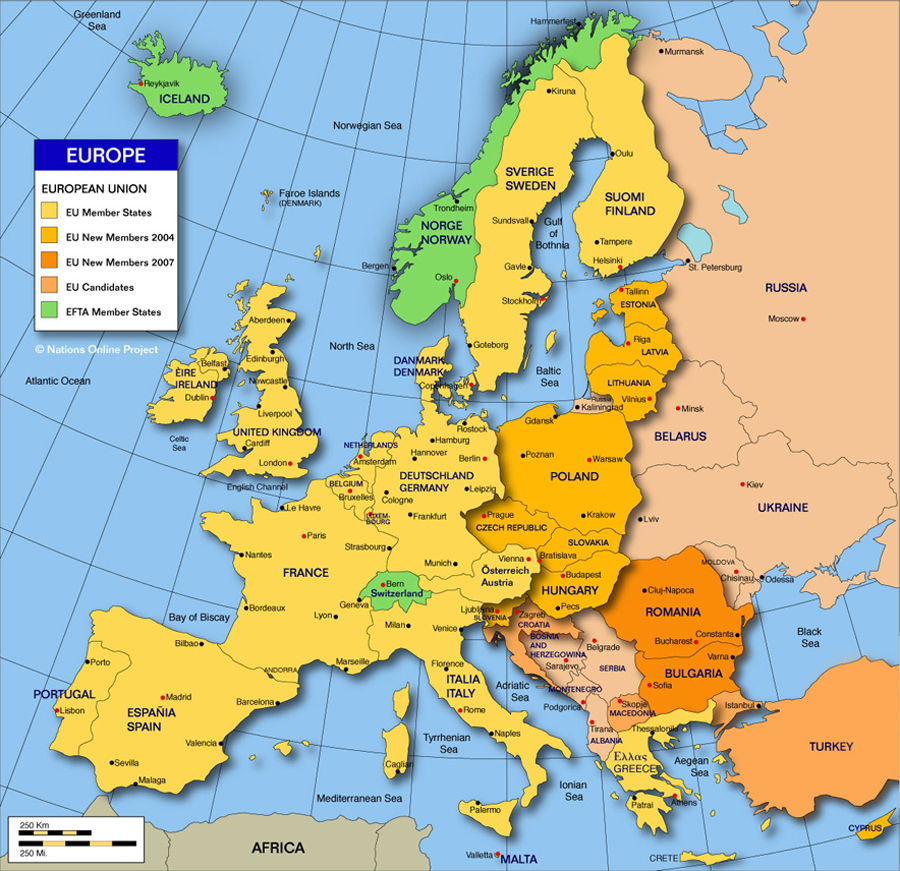 Greenland
Sea
Hammerfest
Murmansk
Reykjavik
ICELAND
Kiruna
Norwegian Sea
EUROPE
EUROPEAN UNION
EU Member States
EU New Members 2004
EU New Members 2007
EU Candidates
EFTA Member States
© Nations Online Project
Oulu
SVERIGE
SWEDEN
SUOMI
FINLAND
Faroe Islands
(DENMARK)
Trondheim
NORGE
NORWAY
Sundsvall
Gulf
of
Bothnia
Tampere
Helsinki
Bergen
Gavle
St. Petersburg
Oslo
Stockholm
RUSSIA
Tallinn
ESTONIA
Moscow
Aberdeen
North Sea
Goteborg
Riga
LATVIA
Edinburgh
DANMARK
DENMARK
Baltic
Sea
Atlantic Ocean
Belfast
ÉIRE
IRELAND
Newcastle
Copenhagen
LITHUANIA
Dublin
Vilnius
Russia
Kaliningrad
Minsk
Liverpool
Gdansk
Celtic
Sea
UNITED KINGDOM
Cardiff
Rostock
Hamburg
BELARUS
NETHERLANDS
Amsterdam
Hannover
Berlin
Poznan
Warsaw
London
POLAND
English Channel
BELGIUM
Bruxelles
DEUTSCHLAND
GERMANY
Leipzig
Kiev
Le Havre
Cologne
UKRAINE
LUXEM-
BOURG
Frankfurt
Prague
Krakow
Lviv
CZECH REPUBLIC
Paris
Strasbourg
SLOVAKIA
Nantes
Munich
Vienna
Bratislava
MOLDOVA
FRANCE
Österreich
Austria
Budapest
Chisinau
Odessa
Bern
Switzerland
HUNGARY
Cluj-Napoca
Geneva
Bordeaux
Lyon
Ljubljana
SLOVENIA
Pecs
ROMANIA
Bay of Biscay
Milan
Venice
Zagreb
CROATIA
Constanta
Black
Sea
Bilbao
BOSNIA
AND
HERZEGOWINA
Belgrade
Bucharest
Porto
Marseille
Florence
Sarajevo
SERBIA
Varna
ANDORRA
ITALIA
ITALY
BULGARIA
PORTUGAL
Madrid
Barcelona
Adriatic
Sea
MONTENEGRO
Sofia
Lisbon
ESPAÑIA
SPAIN
Rome
Podgorica
Skopje
MACEDONIA
Istanbul
Valencia
Naples
Tirana
ALBANIA
Thessaloniki
Tyrrhenian
Sea
Ελλας
GREECE
TURKEY
Sevilla
Cagliari
Aegean
Sea
Malaga
Ionian
Sea
Mediterranean Sea
Palermo
Patrai
Athens
250 Km
250 Mi.
CYPRUS
AFRICA
Valletta
MALTA
CRETE